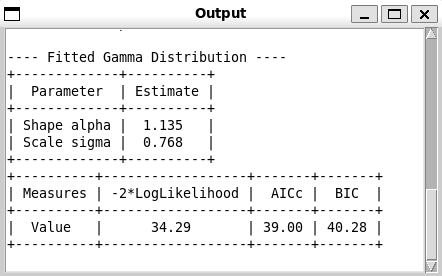 Output
---- Fitted Gamma Distribution ----
+-------------+----------+
|  Parameter  | Estimate |
+-------------+----------+
| Shape alpha |  1.135   |
| Scale sigma |  0.768   |
+-------------+----------+
+----------+------------------+-------+-------+
| Measures | -2*LogLikelihood |  AICc |  BIC  |
+----------+------------------+-------+-------+
|  Value   |      34.29       | 39.00 | 40.28 |
+----------+------------------+-------+-------+